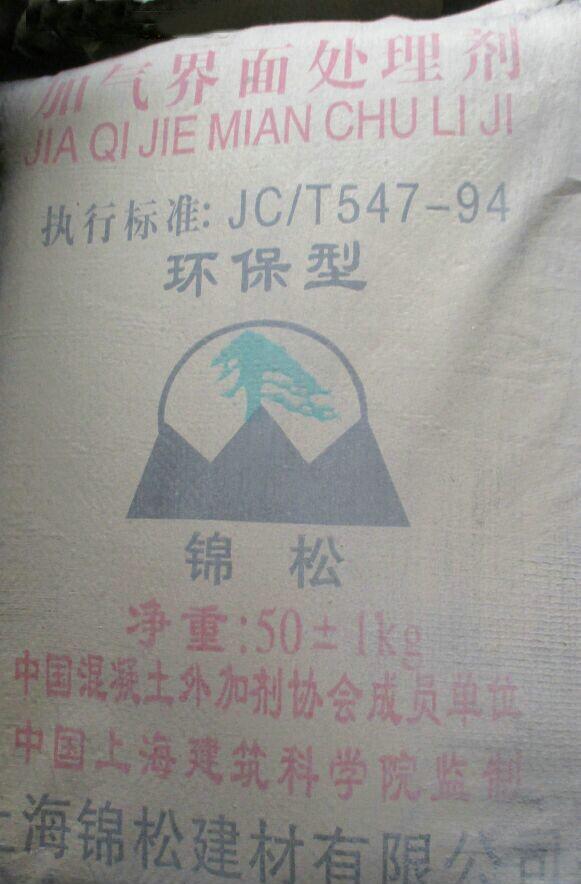 加气界面处理剂
JIA QI JIE MIAN CHU LI JI
执行标准: JC/T547-94
环保型
锦松
净重:50±1kg
中国混凝土外加剂协会成员单位
中国上海建筑科学院监制
上海锦松建材有限公司